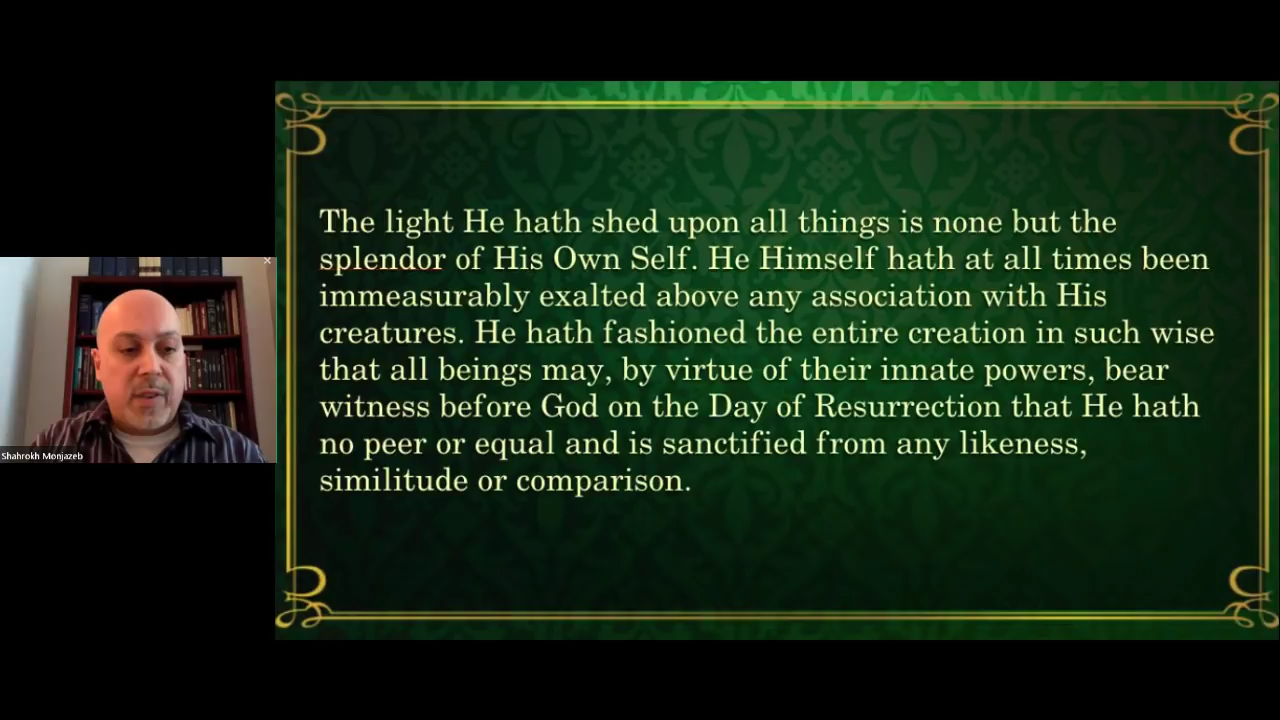 The light He hath shed upon all things is none but the
splendor of His Own Self. He Himself hath at all times been
immeasurably exalted above any association with His
creatures. He hath fashioned the entire creation in such wise
that all beings may, by virtue of their innate powers, bear
witness before God on the Day of Resurrection that He hath
no peer or equal and is sanctified from any likeness,
similitude or comparison.
Shahrokh Monjazeb